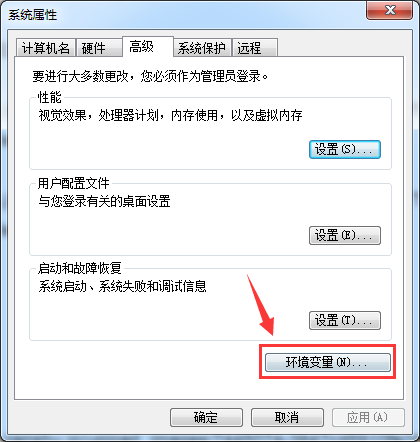 系统属性
计算机名 硬件 高级 系统保护 远程
要进行大多数更改，您必须作为管理员登录。
性能
视觉效果，处理器计划，内存使用，以及虚拟内存
设置(S)...
用户配置文件
与您登录有关的桌面设置
设置(E)...
启动和故障恢复
系统启动、系统失败和调试信息
设置(T)...
环境变量(N)...
确定 取消 应用(A)